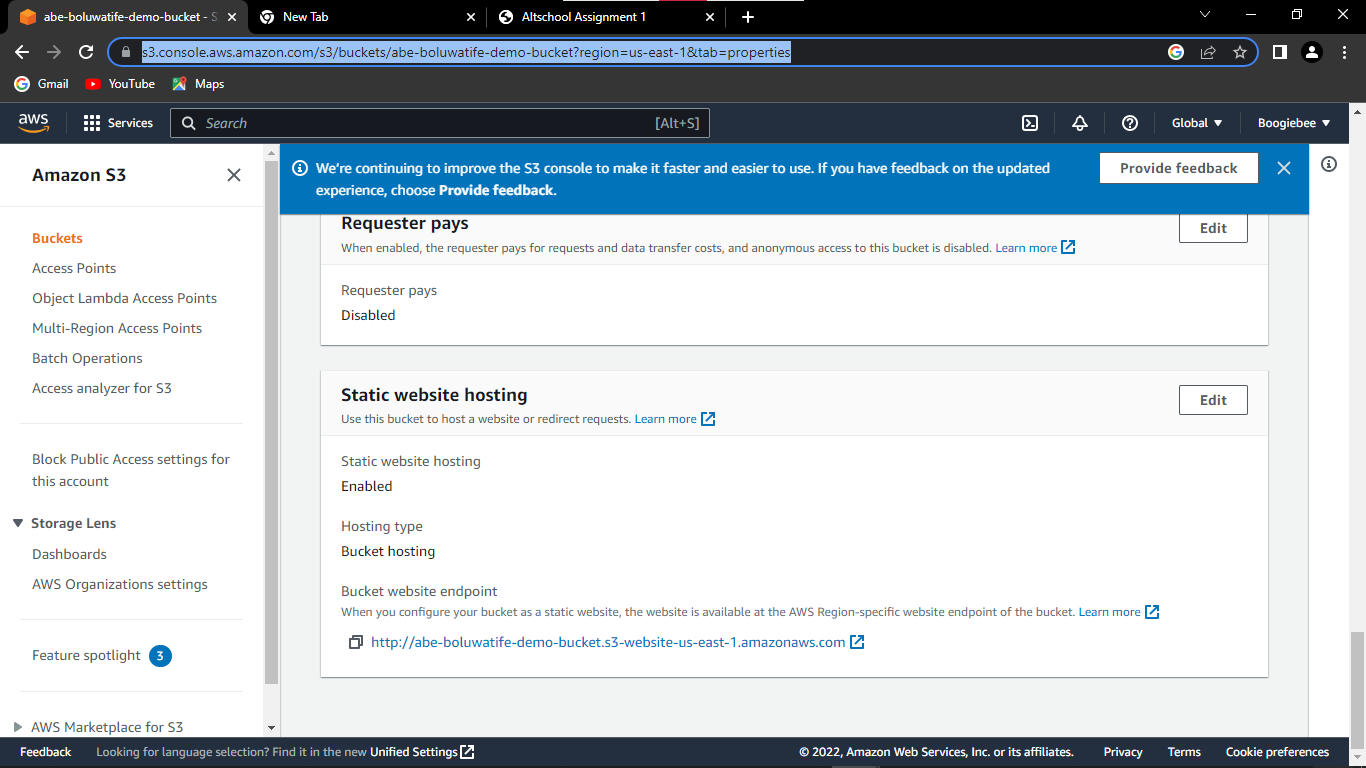 abe-boluwatife-demo-bucket - S
New Tab
Altschool Assignment 1
s3.console.aws.amazon.com/s3/buckets/abe-boluwatife-demo-bucket?region=us-east-1&tab=properties
Gmail
YouTube
Maps
aws
Services
Search
[Alt+S]
Global
Boogiebee
Amazon S3
Buckets
Access Points
Object Lambda Access Points
Multi-Region Access Points
Batch Operations
Access analyzer for S3
Block Public Access settings for
this account
Storage Lens
Dashboards
AWS Organizations settings
Feature spotlight 3
AWS Marketplace for S3
We're continuing to improve the S3 console to make it faster and easier to use. If you have feedback on the updated
experience, choose Provide feedback.
Provide feedback
Requester pays
Edit
When enabled, the requester pays for requests and data transfer costs, and anonymous access to this bucket is disabled. Learn more
Requester pays
Disabled
Static website hosting
Edit
Use this bucket to host a website or redirect requests. Learn more
Static website hosting
Enabled
Hosting type
Bucket hosting
Bucket website endpoint
When you configure your bucket as a static website, the website is available at the AWS Region-specific website endpoint of the bucket. Learn more
http://abe-boluwatife-demo-bucket.s3-website-us-east-1.amazonaws.com
Feedback
Looking for language selection? Find it in the new Unified Settings
© 2022, Amazon Web Services, Inc. or its affiliates.
Privacy
Terms
Cookie preferences